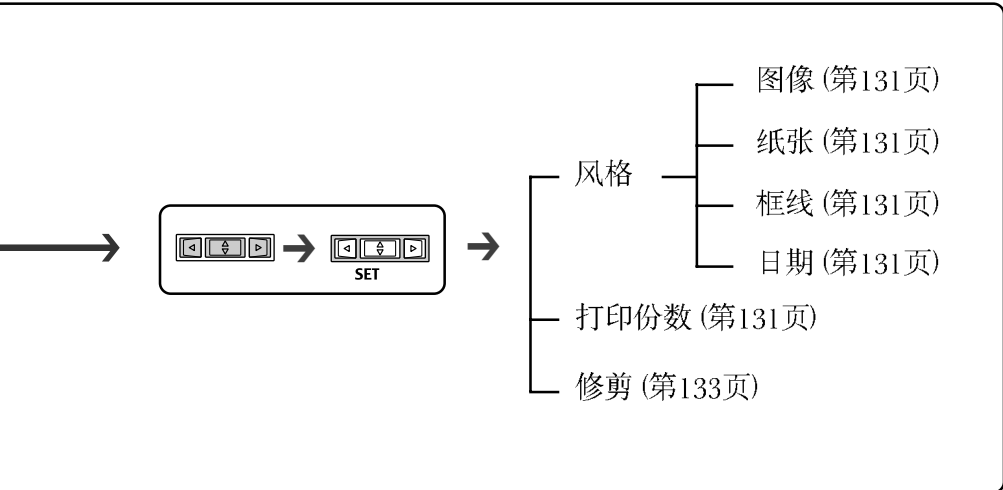 图像 (第131页)
纸张 (第131页)
风格
框线 (第131页)
SET
日期 (第131页)
打印份数 (第131页)
修剪 (第133页)